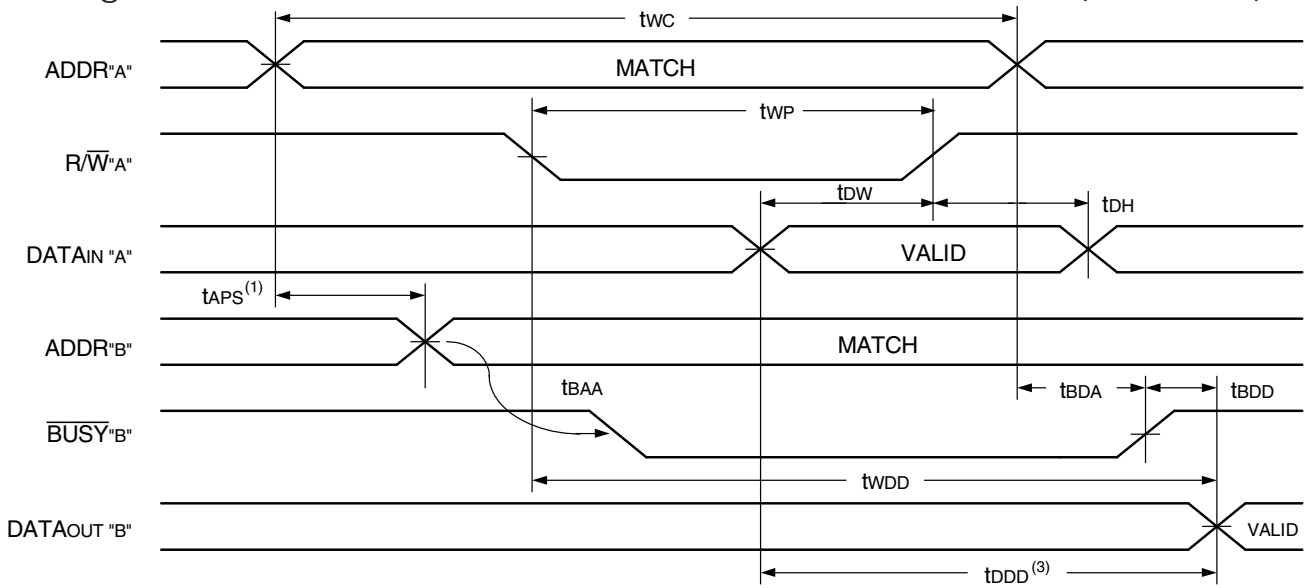 tWC
ADDR"A"
MATCH
tWP
R/W"A"
tDW
tDH
DATAIN "A"
VALID
tAPS(1)
ADDR"B"
MATCH
tBAA
tBDA
tBDD
BUSY"B"
tWDD
DATAOUT "B"
VALID
tDDD(3)